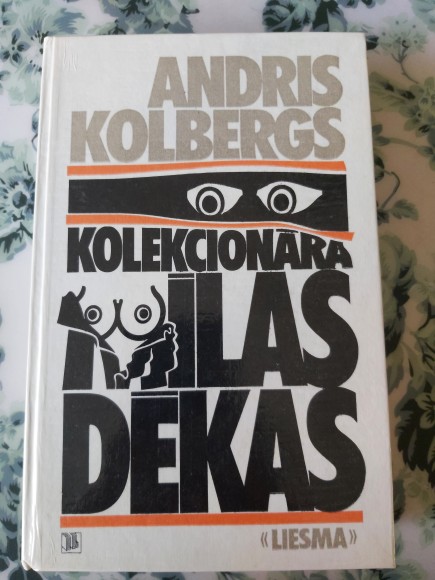 ANDRIS
KOLBERGS
KOLEKCIONĀRA
MĪLAS
DĒKAS
«LIESMA»